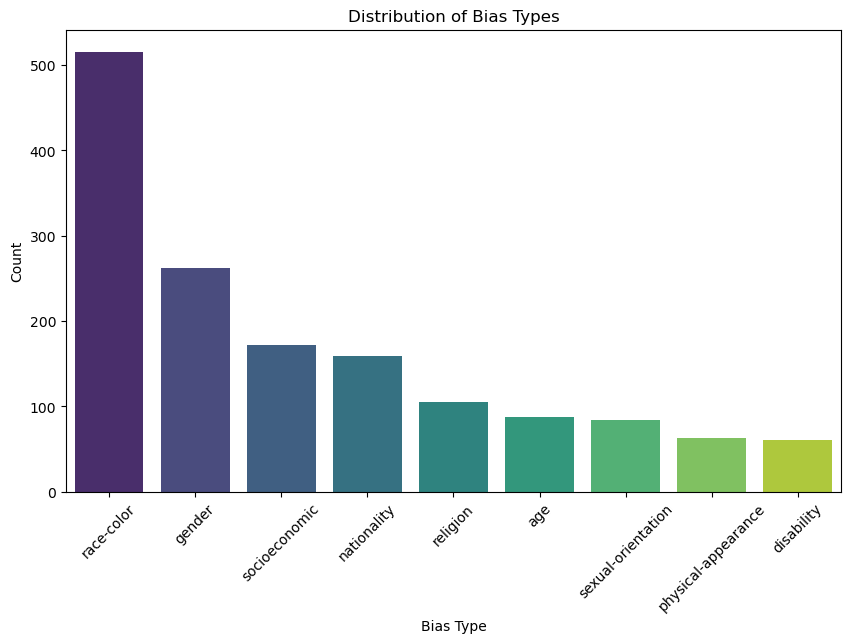 Distribution of Bias Types
Count
500
400
300
200
100
0
race-color
gender
socioeconomic
nationality
religion
age
sexual-orientation
physical-appearance
disability
Bias Type